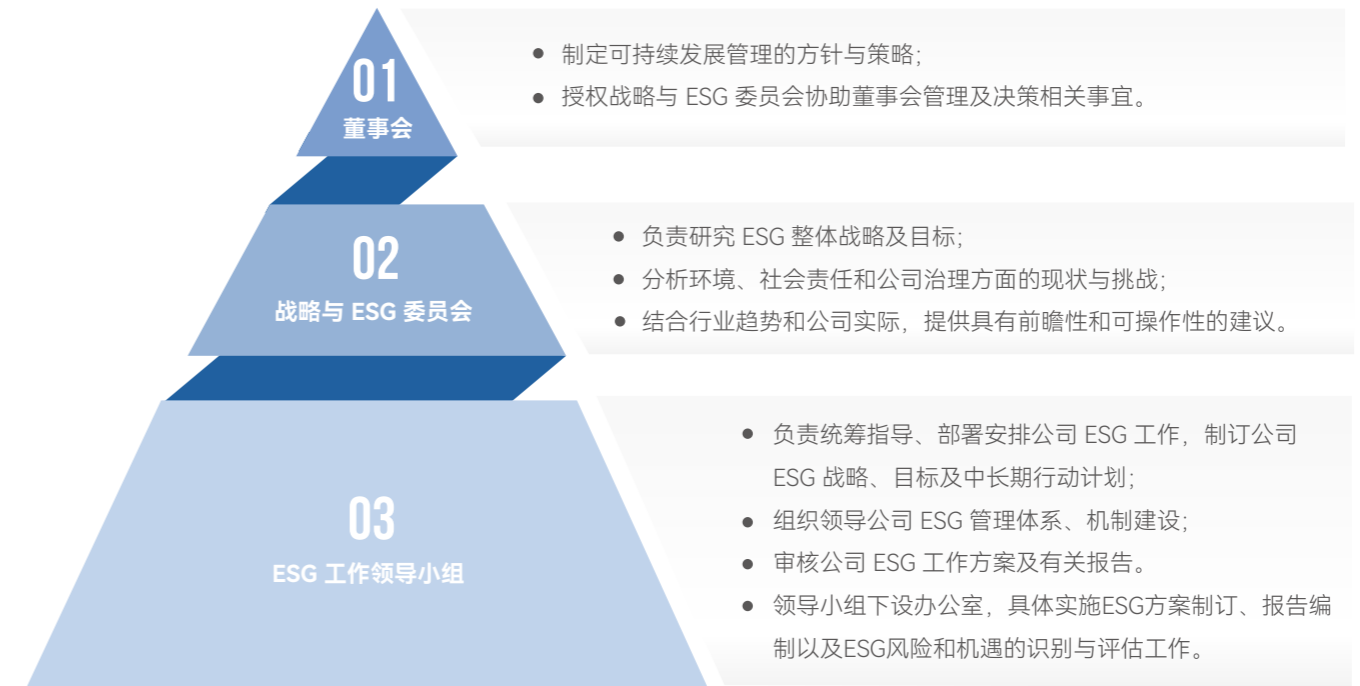 01
董事会
● 制定可持续发展管理的方针与策略;
● 授权战略与 ESG 委员会协助董事会管理及决策相关事宜。
02
战略与 ESG 委员会
● 负责研究 ESG 整体战略及目标;
● 分析环境、社会责任和公司治理方面的现状与挑战;
● 结合行业趋势和公司实际，提供具有前瞻性和可操作性的建议。
03
ESG 工作领导小组
● 负责统筹指导、部署安排公司 ESG 工作，制订公司
ESG 战略、目标及中长期行动计划;
● 组织领导公司 ESG 管理体系、机制建设;
● 审核公司 ESG 工作方案及有关报告。
● 领导小组下设办公室，具体实施ESG方案制订、报告编
制以及ESG风险和机遇的识别与评估工作。